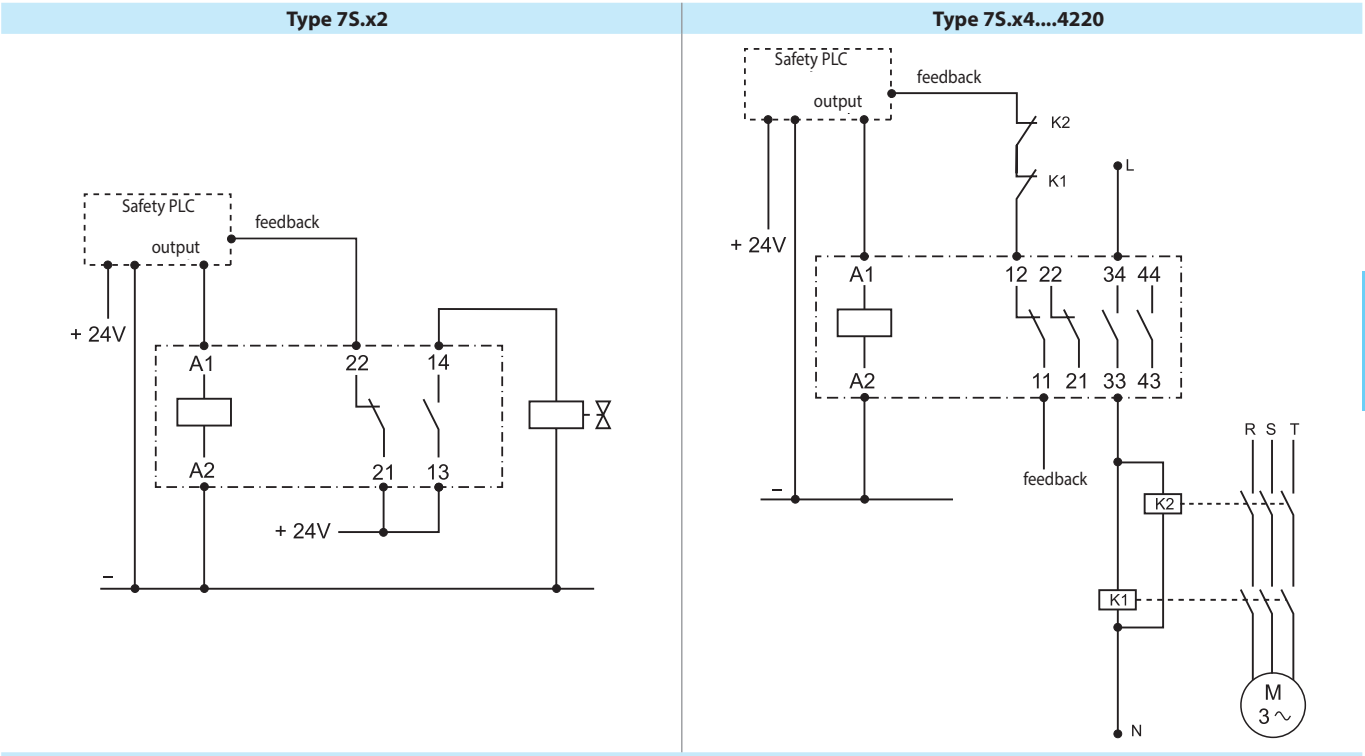 Type 7S.x2
Safety PLC
output
feedback
+ 24V
A1
22
14
A2
21
13
+ 24V
–
Type 7S.x4....4220
Safety PLC
output
feedback
K2
K1
L
+ 24V
A1
12 22
34 44
A2
11 21 33 43
feedback
–
R S T
K2
K1
M
3 ~
N